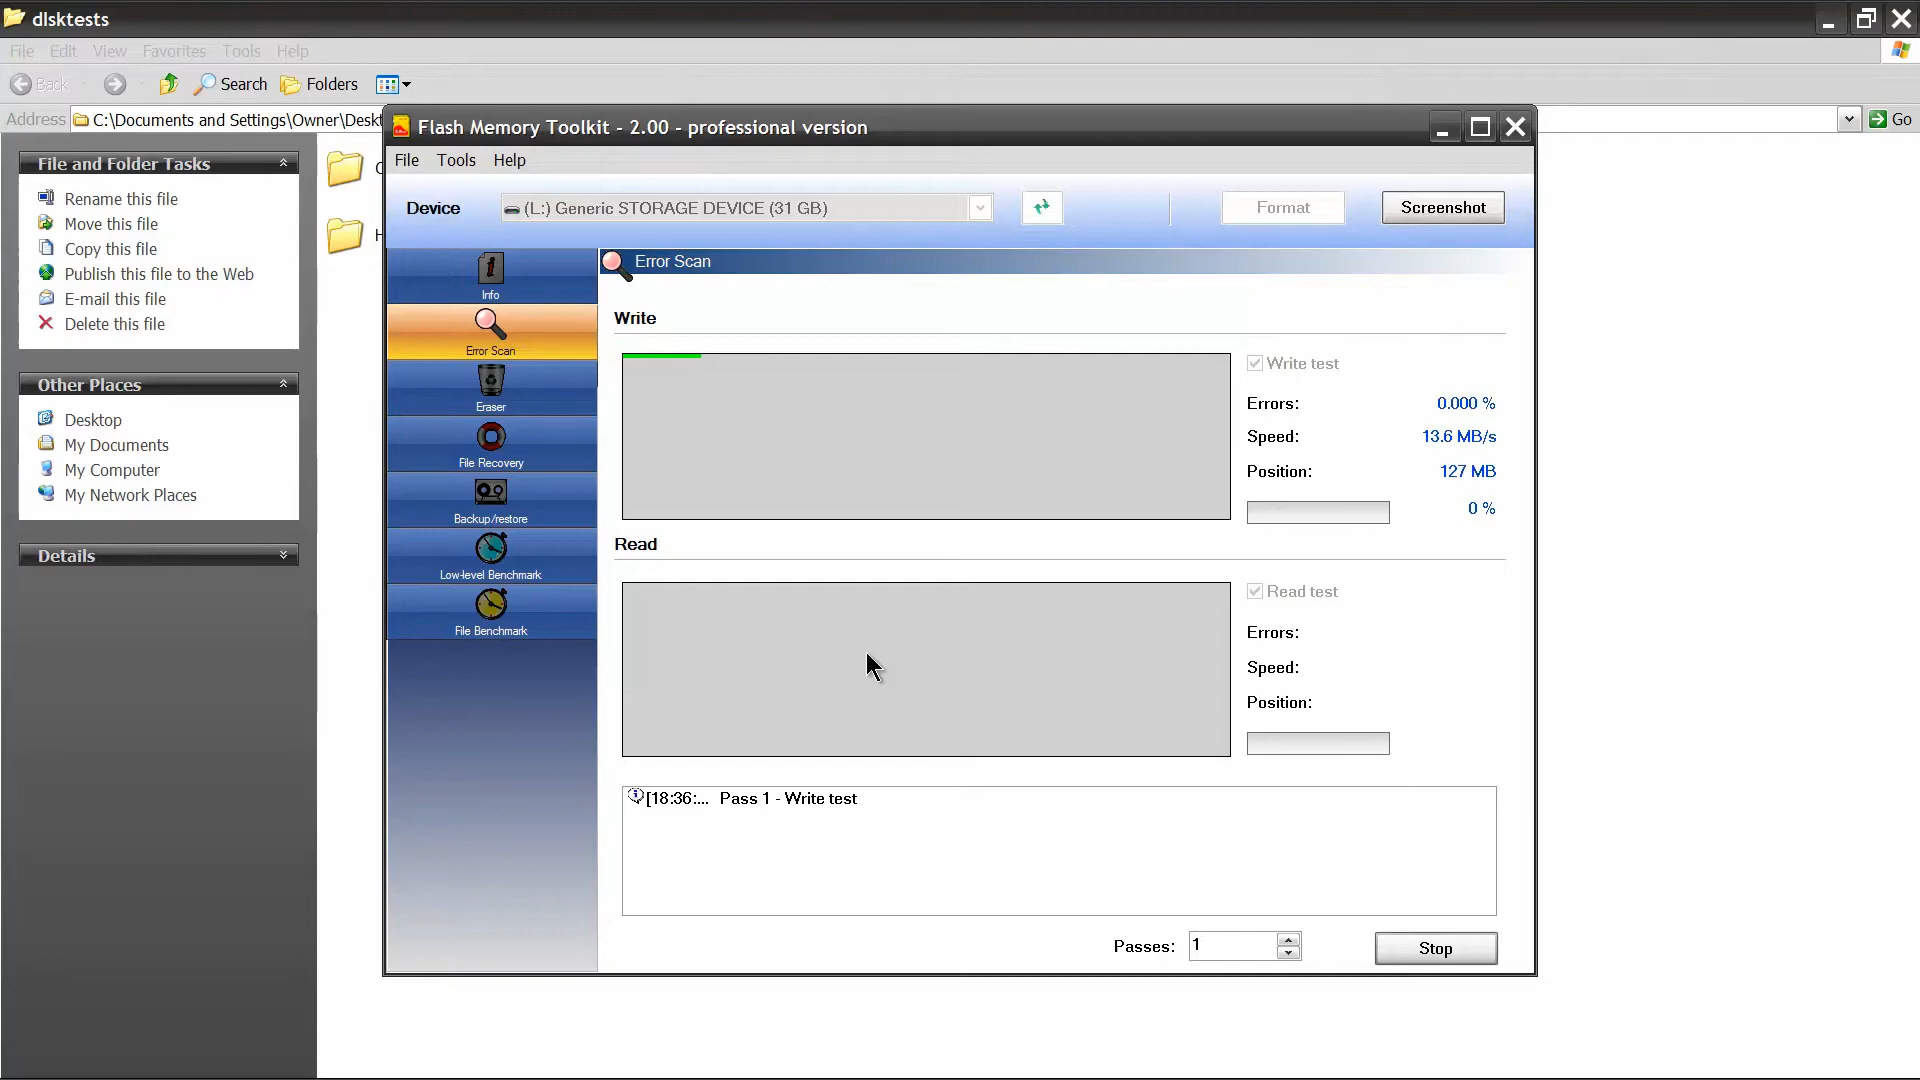 dlsktests
File Edit View Favorites Tools Help
Back Search Folders
Address C:\Documents and Settings\Owner\Deskt Go
File and Folder Tasks
Rename this file
Move this file
Copy this file
Publish this file to the Web
E-mail this file
Delete this file
Other Places
Desktop
My Documents
My Computer
My Network Places
Details
Flash Memory Toolkit - 2.00 - professional version
File Tools Help
Device (L:) Generic STORAGE DEVICE (31 GB) Format Screenshot
Info
Error Scan
Eraser
File Recovery
Backup/restore
Low-level Benchmark
File Benchmark
Error Scan
Write
Write test
Errors: 0.000 %
Speed: 13.6 MB/s
Position: 127 MB
0 %
Read
Read test
Errors:
Speed:
Position:
[18:36:... Pass 1 - Write test
Passes: 1 Stop